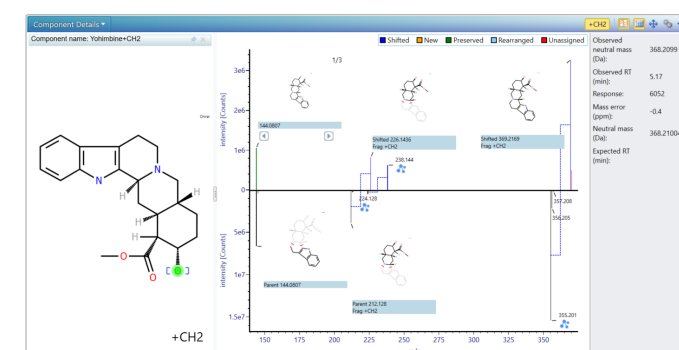 Component Details
+CH2
Component name: Yohimbine+CH2
Clear
N
N
H
H
H
H
O
O
O
+CH2
Shifted
New
Preserved
Rearranged
Unassigned
1/3
intensity [Counts]
3e6
2e6
1e6
0
144.0807
Shifted 226.1436
Frag +CH2
Shifted 369.2169
Frag +CH2
238.144
224.128
357.208
356.205
intensity [Counts]
5e6
1e7
1.5e7
Parent 144.0807
Parent 212.128
Frag +CH2
355.201
150
175
200
225
250
275
300
325
350
Observed
neutral mass
(Da):
368.2099
Observed RT
(min):
5.17
Response:
6052
Mass error
(ppm):
-0.4
Neutral mass
(Da):
368.21004
Expected RT
(min):